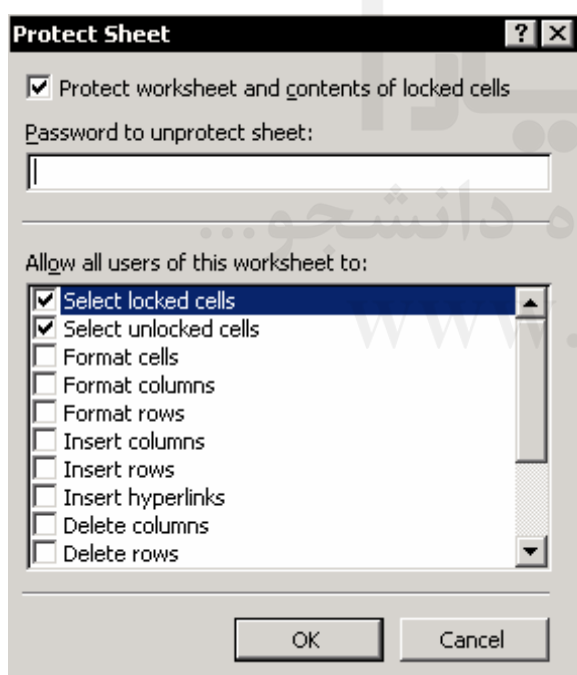 Protect Sheet
Protect worksheet and contents of locked cells
Password to unprotect sheet:
ه دانشجو...
Allow all users of this worksheet to:
Select locked cells
www.
Select unlocked cells
Format cells
Format columns
Format rows
Insert columns
Insert rows
Insert hyperlinks
Delete columns
Delete rows
OK Cancel